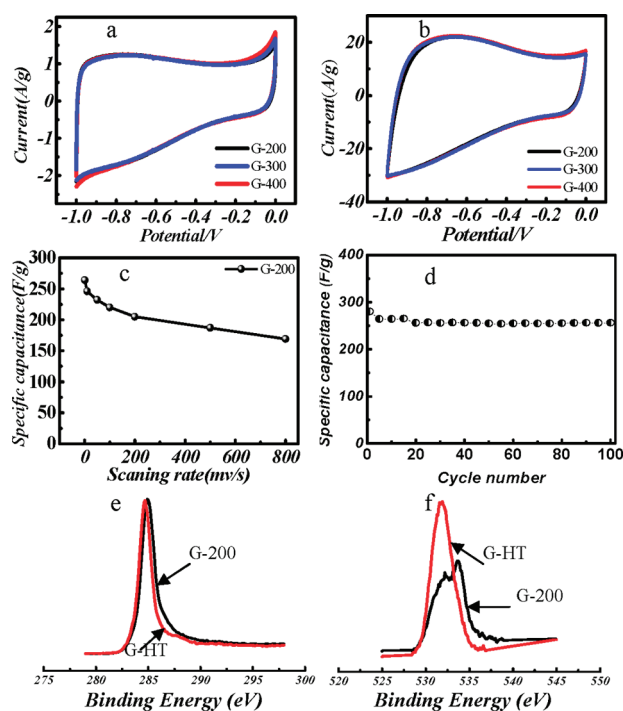 a
Current(A/g)
2
1
0
-1
-2
G-200
G-300
G-400
-1.0 -0.8 -0.6 -0.4 -0.2 0.0
Potential/V
b
Current(A/g)
20
0
-20
-40
G-200
G-300
G-400
-1.0 -0.8 -0.6 -0.4 -0.2 0.0
Potential/V
c
Specific capacitance(F/g)
300
250
200
150
100
50
0
G-200
0 200 400 600 800
Scaning rate(mv/s)
d
Specific capacitance (F/g)
400
300
200
100
0
0 20 40 60 80 100
Cycle number
e
G-200
G-HT
275 280 285 290 295 300
Binding Energy (eV)
f
G-HT
G-200
520 525 530 535 540 545 550
Binding Energy (eV)